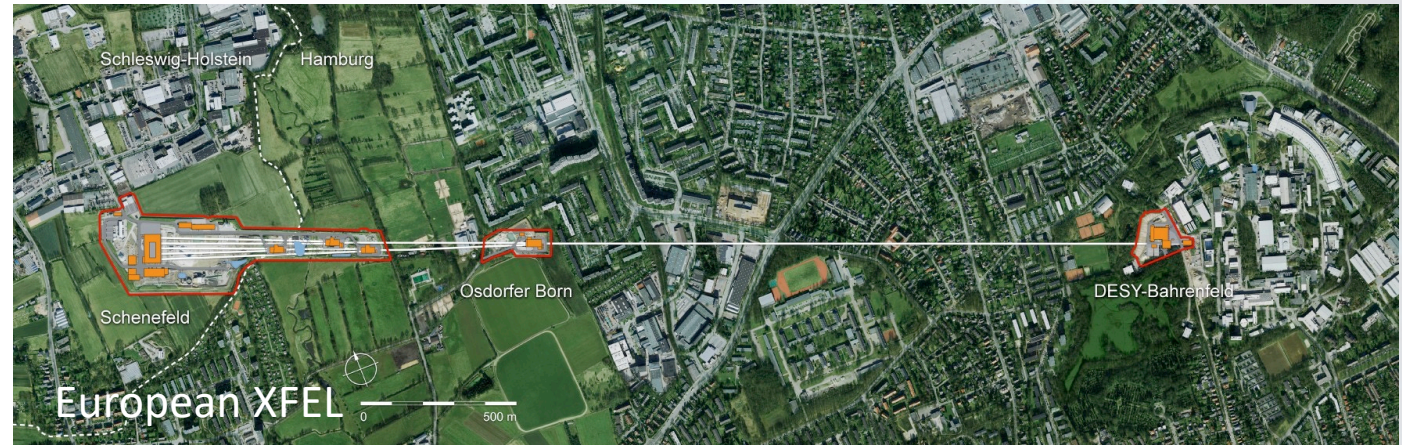 Schleswig-Holstein
Hamburg
Osdorfer Born
DESY-Bahrenfeld
Schenefeld
European XFEL
0
500 m